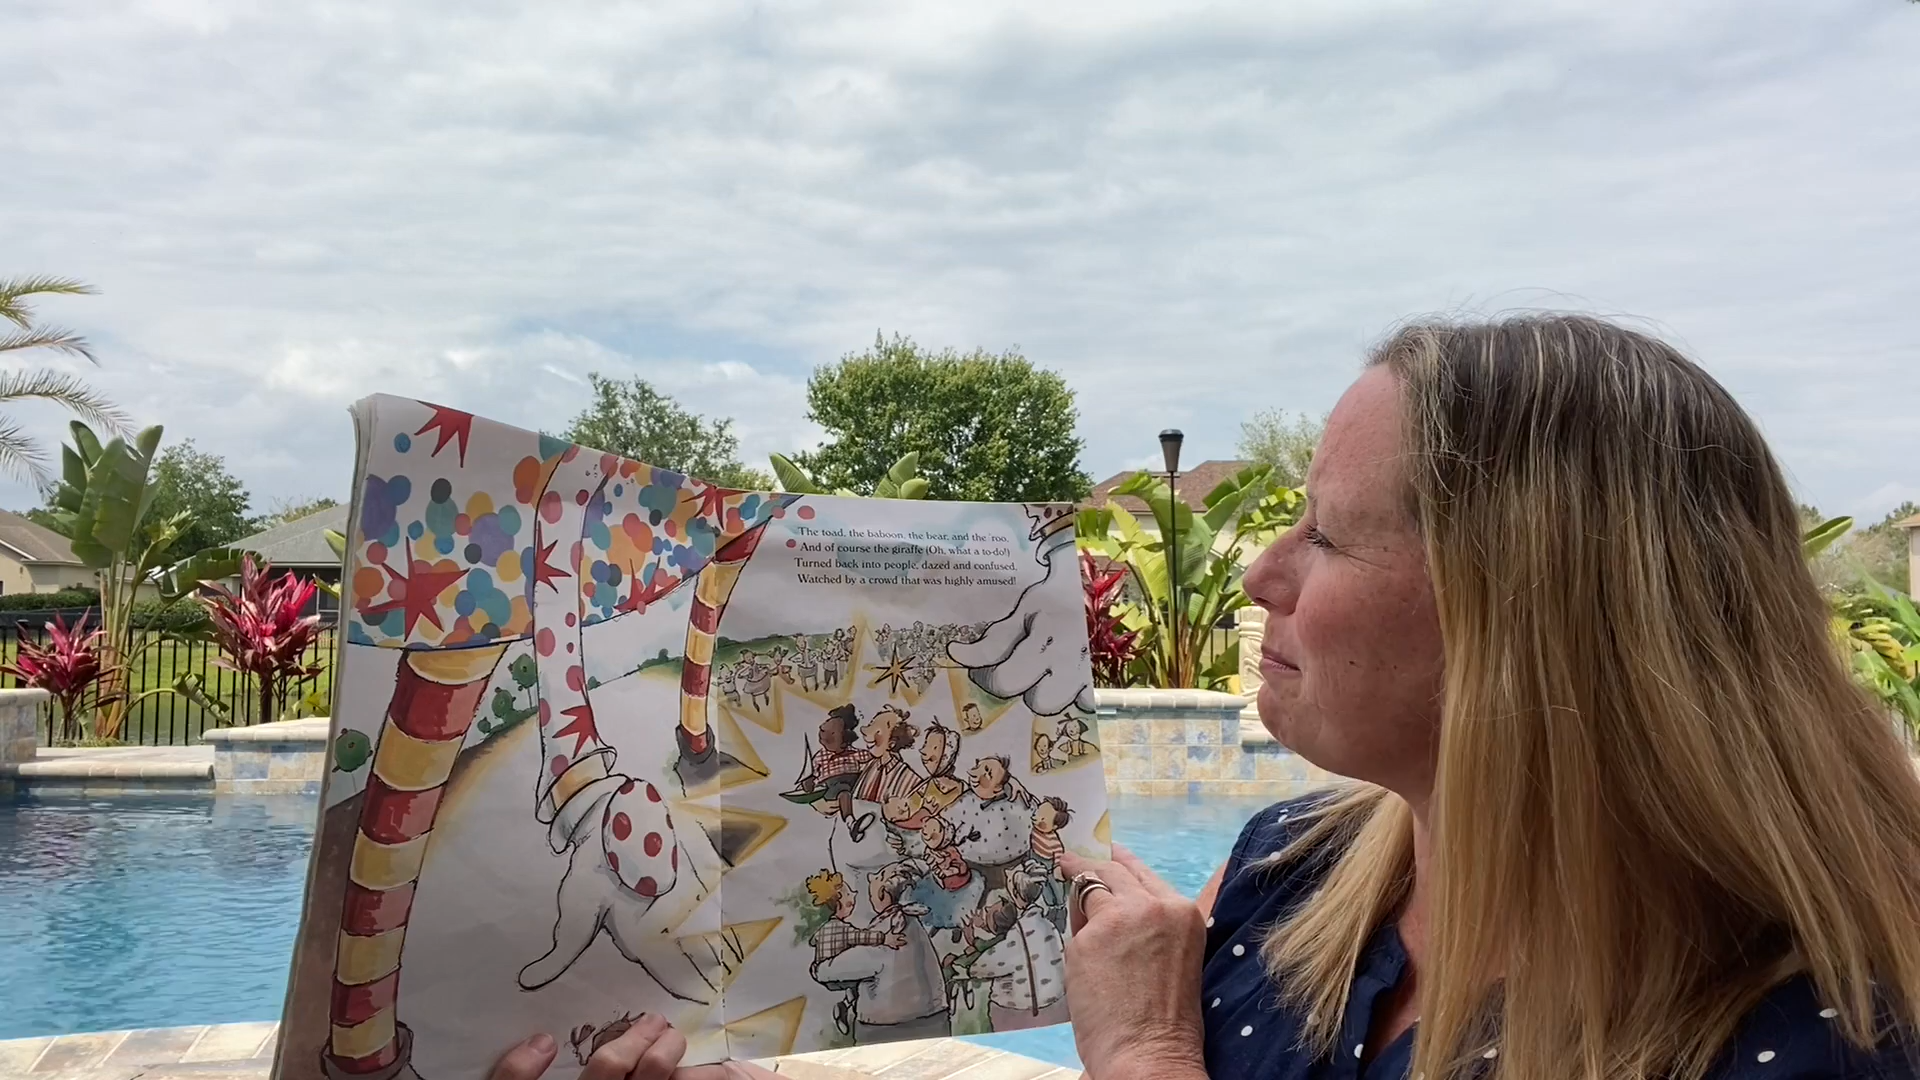 The toad, the baboon, the bear, and the 'roo,
And of course the giraffe (Oh, what a to-do!)
Turned back into people, dazed and confused,
Watched by a crowd that was highly amused!